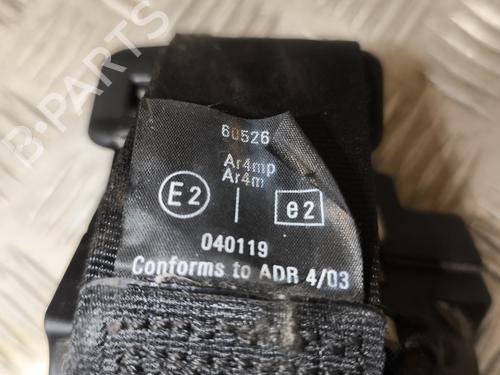 60526
Ar4mp
Ar4m
E2
e2
040119
Conforms to ADR 4/03
B-PARTS